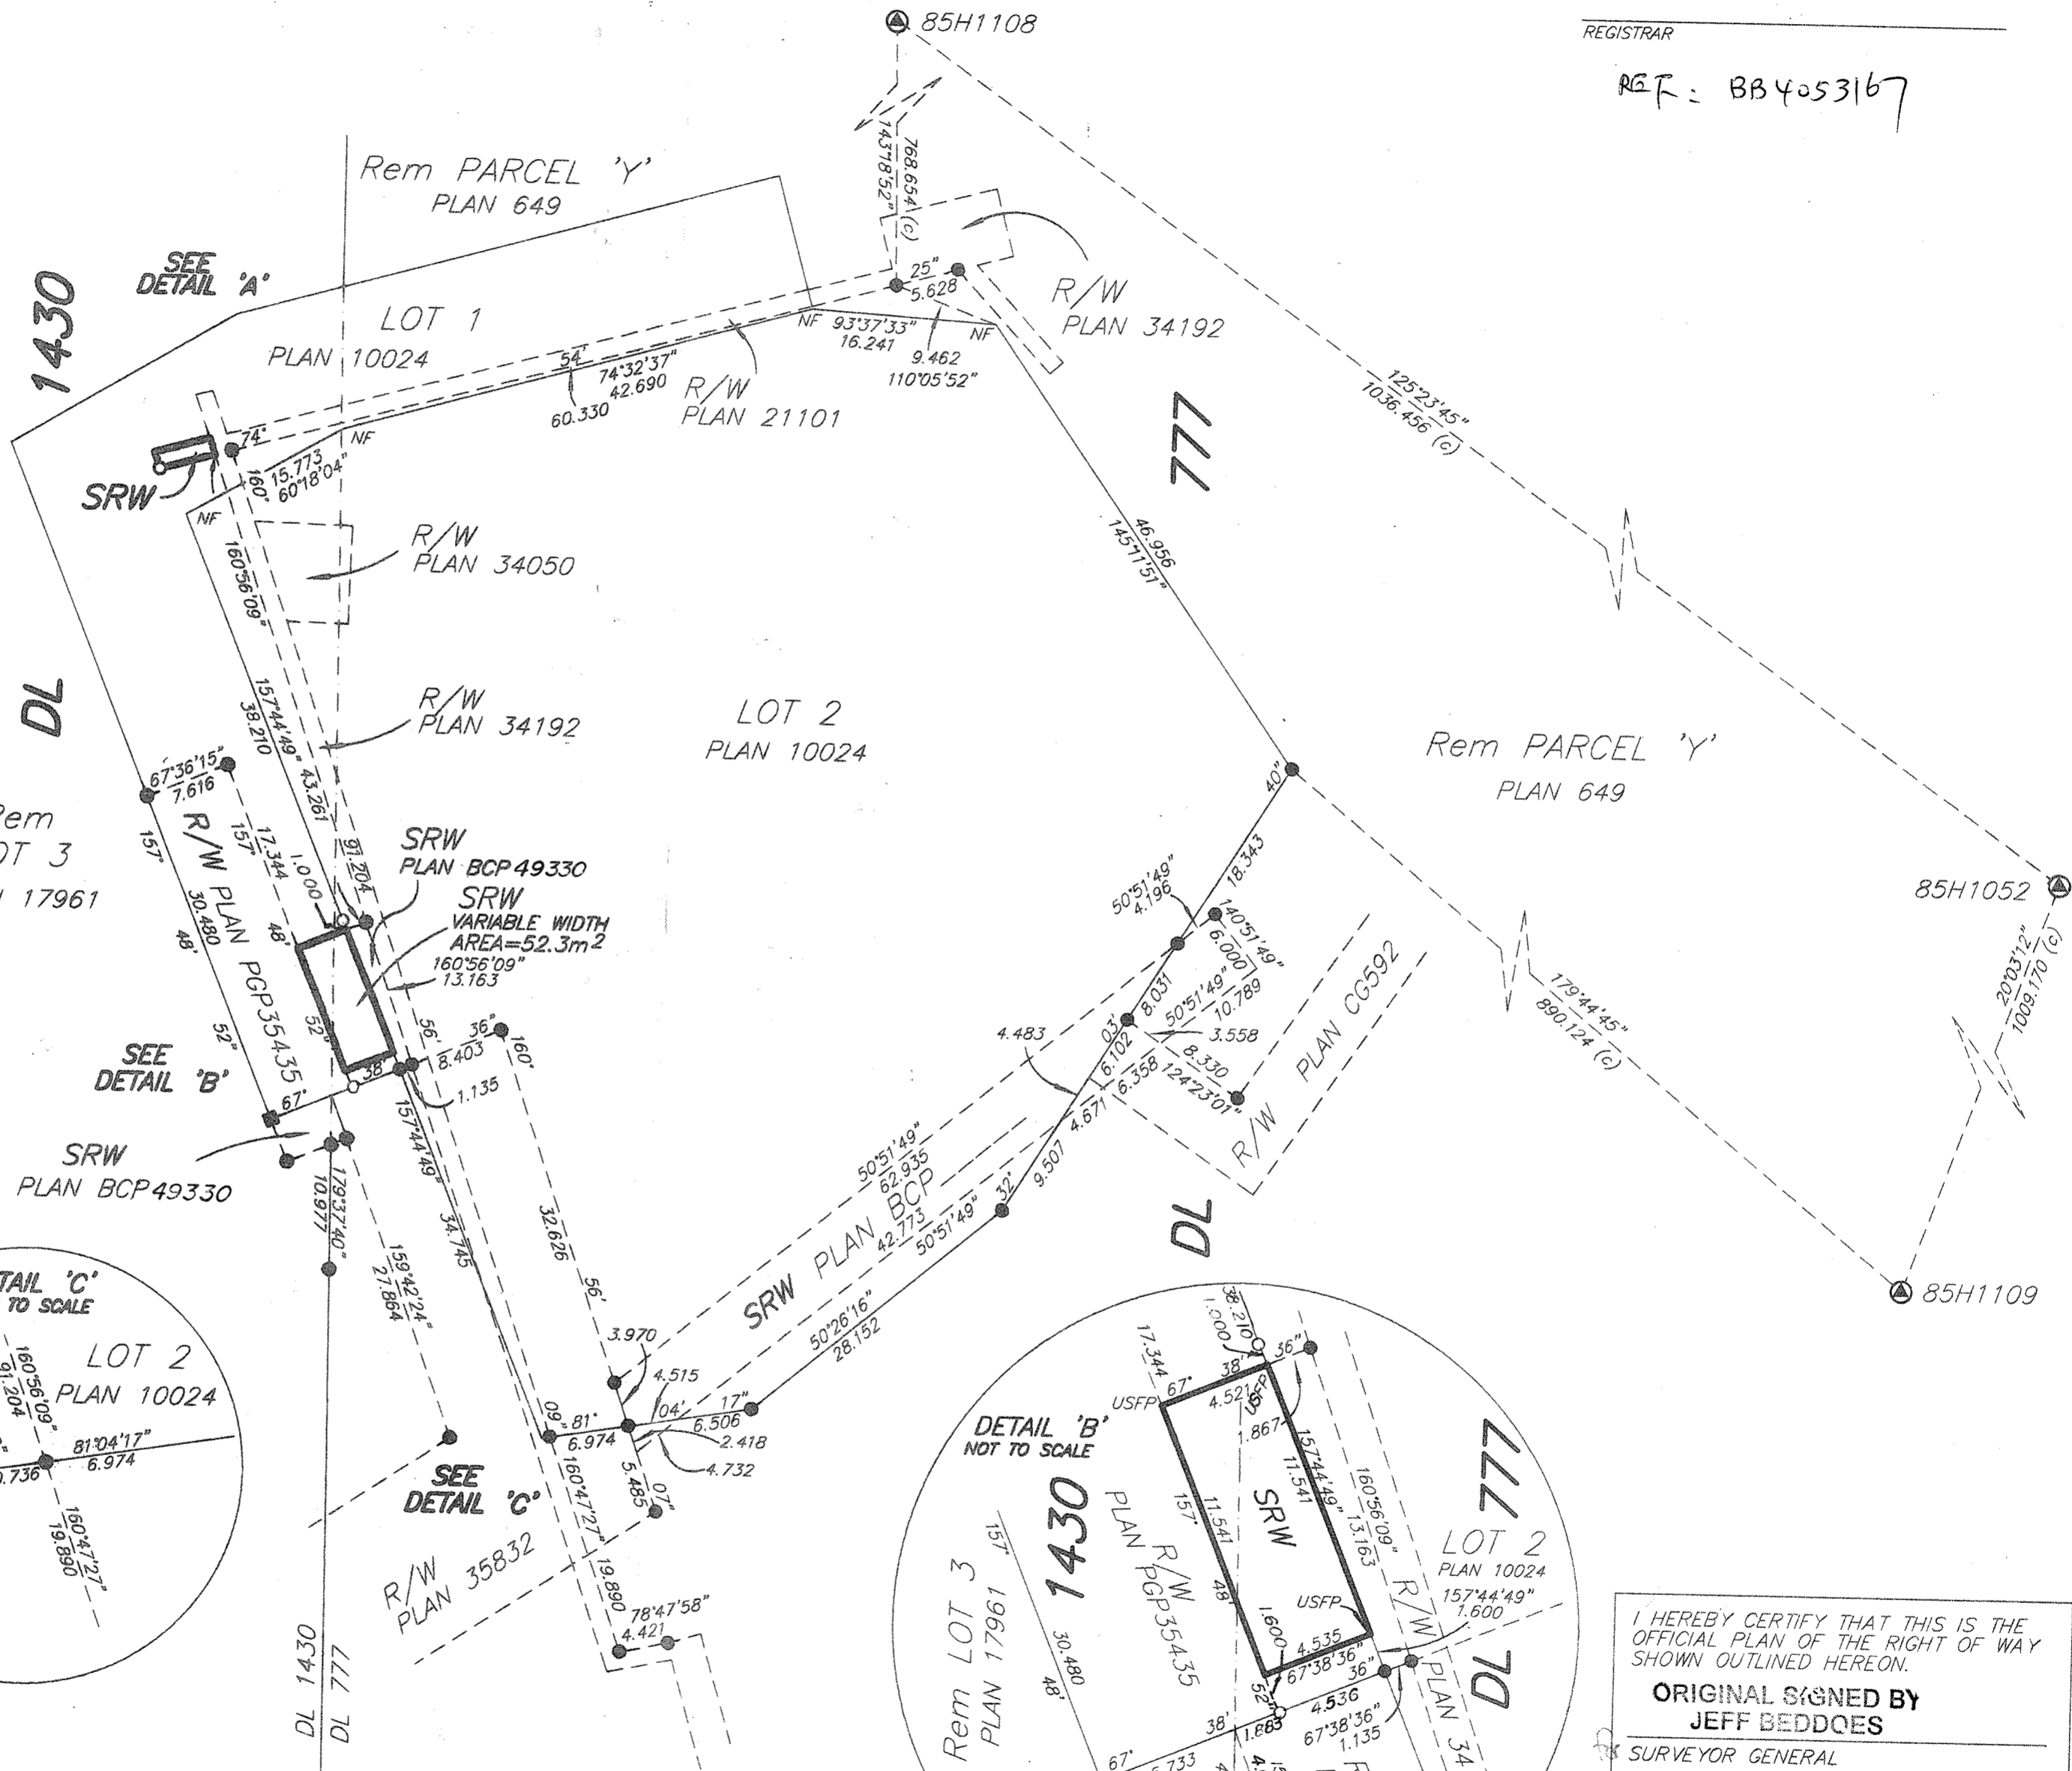 REGISTRAR
REF: BB4053167
85H1108
Rem PARCEL 'Y'
PLAN 649
768.654 (c)
143°18'52"
SEE
DETAIL 'A'
1430
LOT 1
PLAN 10024
25"
5.628
R/W
PLAN 34192
NF
93°37'33"
16.241
NF
9.462
110°05'52"
54'
74°32'37"
42.690
60.330
R/W
PLAN 21101
125°23'45"
1036.456 (c)
777
74°
NF
15.773
60°18'04"
160°
SRW
NF
R/W
PLAN 34050
160°56'09"
46.956
145°11'51"
DL
157°44'49"
38.210
43.261
R/W
PLAN 34192
LOT 2
PLAN 10024
Rem PARCEL 'Y'
PLAN 649
67°36'15"
7.616
40"
18.343
157°
R/W PLAN PGP35435
17.344
157°
1.000
91.204
SRW
PLAN BCP49330
SRW
VARIABLE WIDTH
AREA=52.3m2
160°56'09"
13.163
17961
30.480
48'
48'
52"
52"
50°51'49"
4.196
140°51'49"
6.000
85H1052
8.031
50°51'49"
10.789
PLAN CG592
179°44'45"
890.124 (c)
20°03'12"
1009.170 (c)
4.483
03'
3.558
6.102
8.330
124°23'01"
6.358
4.671
R/W
SEE
DETAIL 'B'
67°
38'
56'
36"
8.403
160°
1.135
SRW
PLAN BCP49330
157°44'49"
179°37'40"
10.977
34.745
32.626
56'
159°42'24"
27.864
50°51'49"
62.935
SRW PLAN BCP
42.773
50°51'49"
9.507
32°
DL
50°26'16"
28.152
85H1109
'C'
TO SCALE
LOT 2
PLAN 10024
160°56'09"
91.204
81°04'17"
6.974
160°47'27"
19.890
3.970
4.515
09"
81°
04'
17"
6.974
6.506
2.418
4.732
5.485
07"
SEE
DETAIL 'C'
160°47'27"
19.890
R/W
PLAN 35832
78°47'58"
4.421
DL 1430
DL 777
DETAIL 'B'
NOT TO SCALE
38.210
1.000
17.344
67°
38'
36"
USFP
4.521
USFP
1.867
157°44'49"
11.541
160°56'09"
13.163
777
1430
11.541
157°
48'
SRW
R/W
PLAN PGP35435
LOT 2
PLAN 10024
157°44'49"
1.600
Rem LOT 3
PLAN 17961
157°
30.480
48'
USFP
1.600
4.535
67°38'36"
36"
R/W PLAN 34
DL
52"
4.536
38'
67°38'36"
1.135
67°
I HEREBY CERTIFY THAT THIS IS THE
OFFICIAL PLAN OF THE RIGHT OF WAY
SHOWN OUTLINED HEREON.
ORIGINAL SIGNED BY
JEFF BEDDOES
SURVEYOR GENERAL